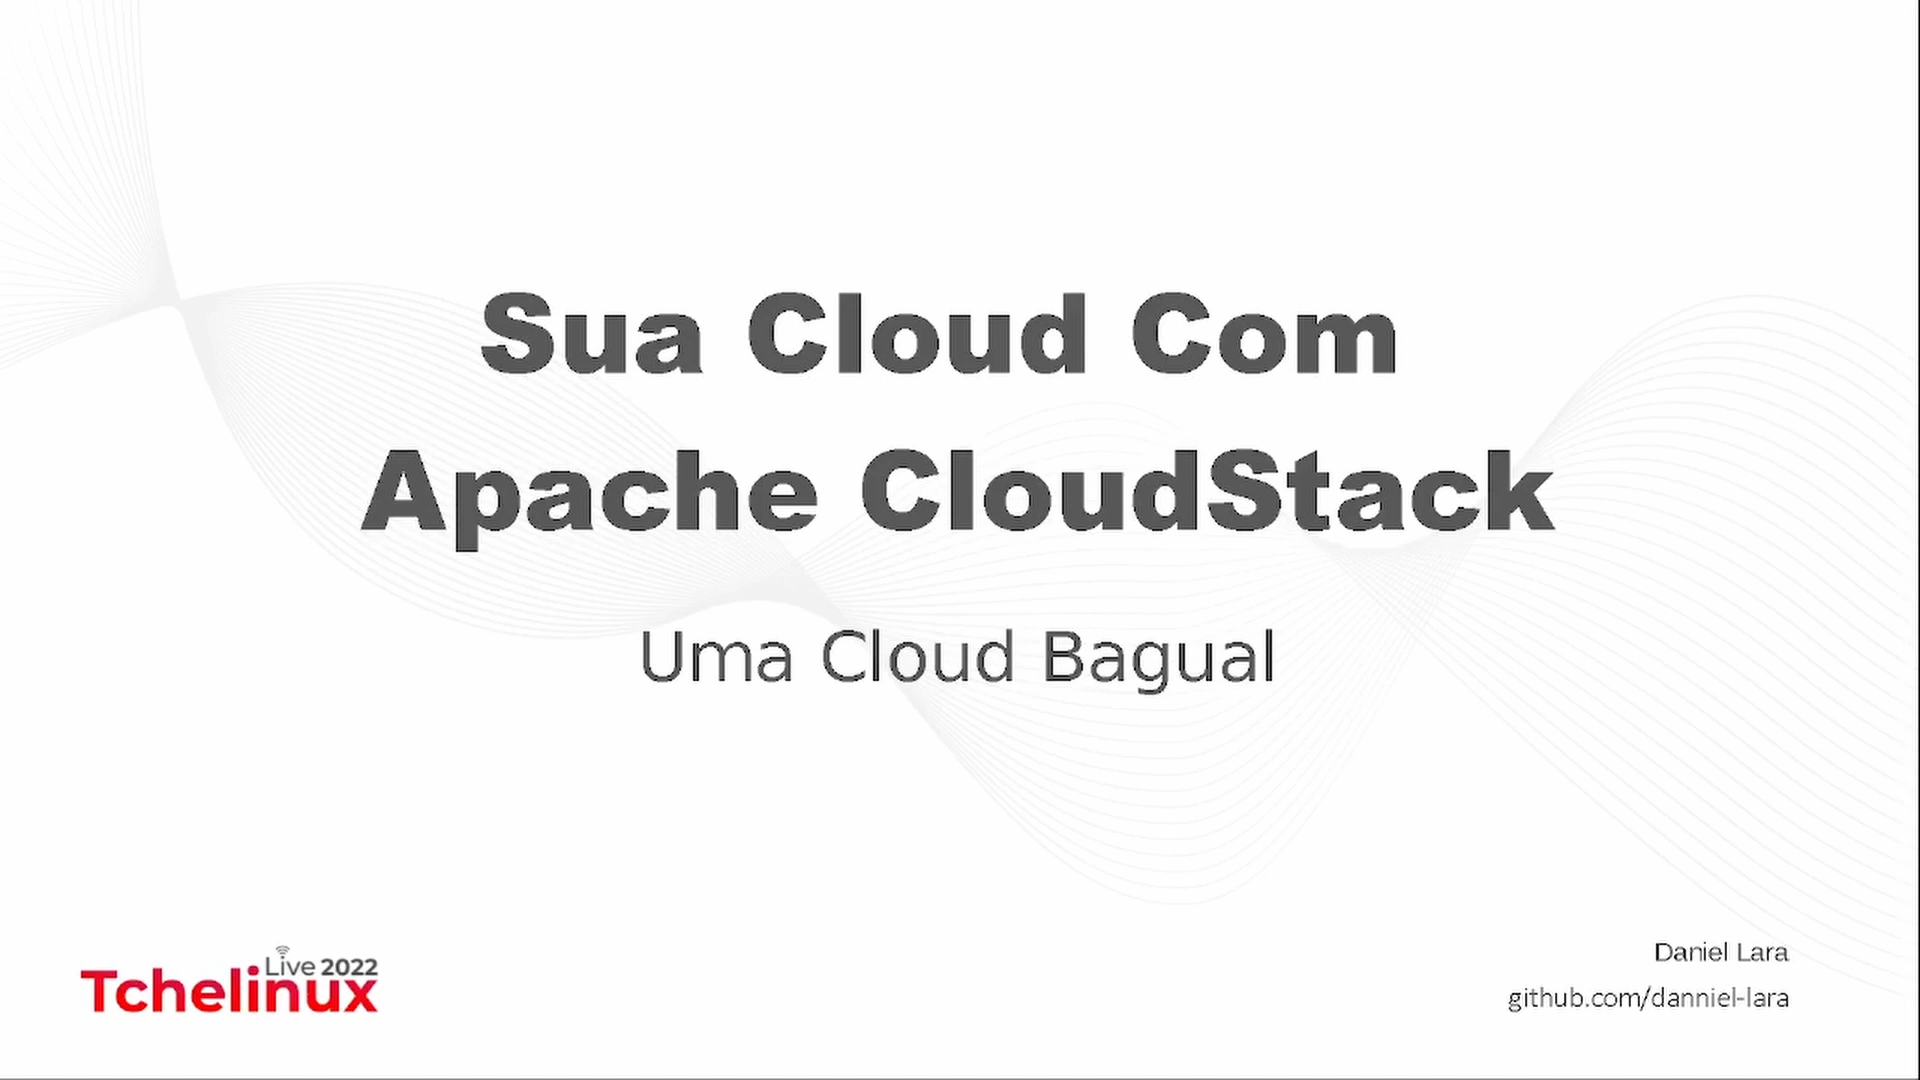 Sua Cloud Com
Apache CloudStack
Uma Cloud Bagual
Live 2022
Tchelinux
Daniel Lara
github.com/danniel-lara